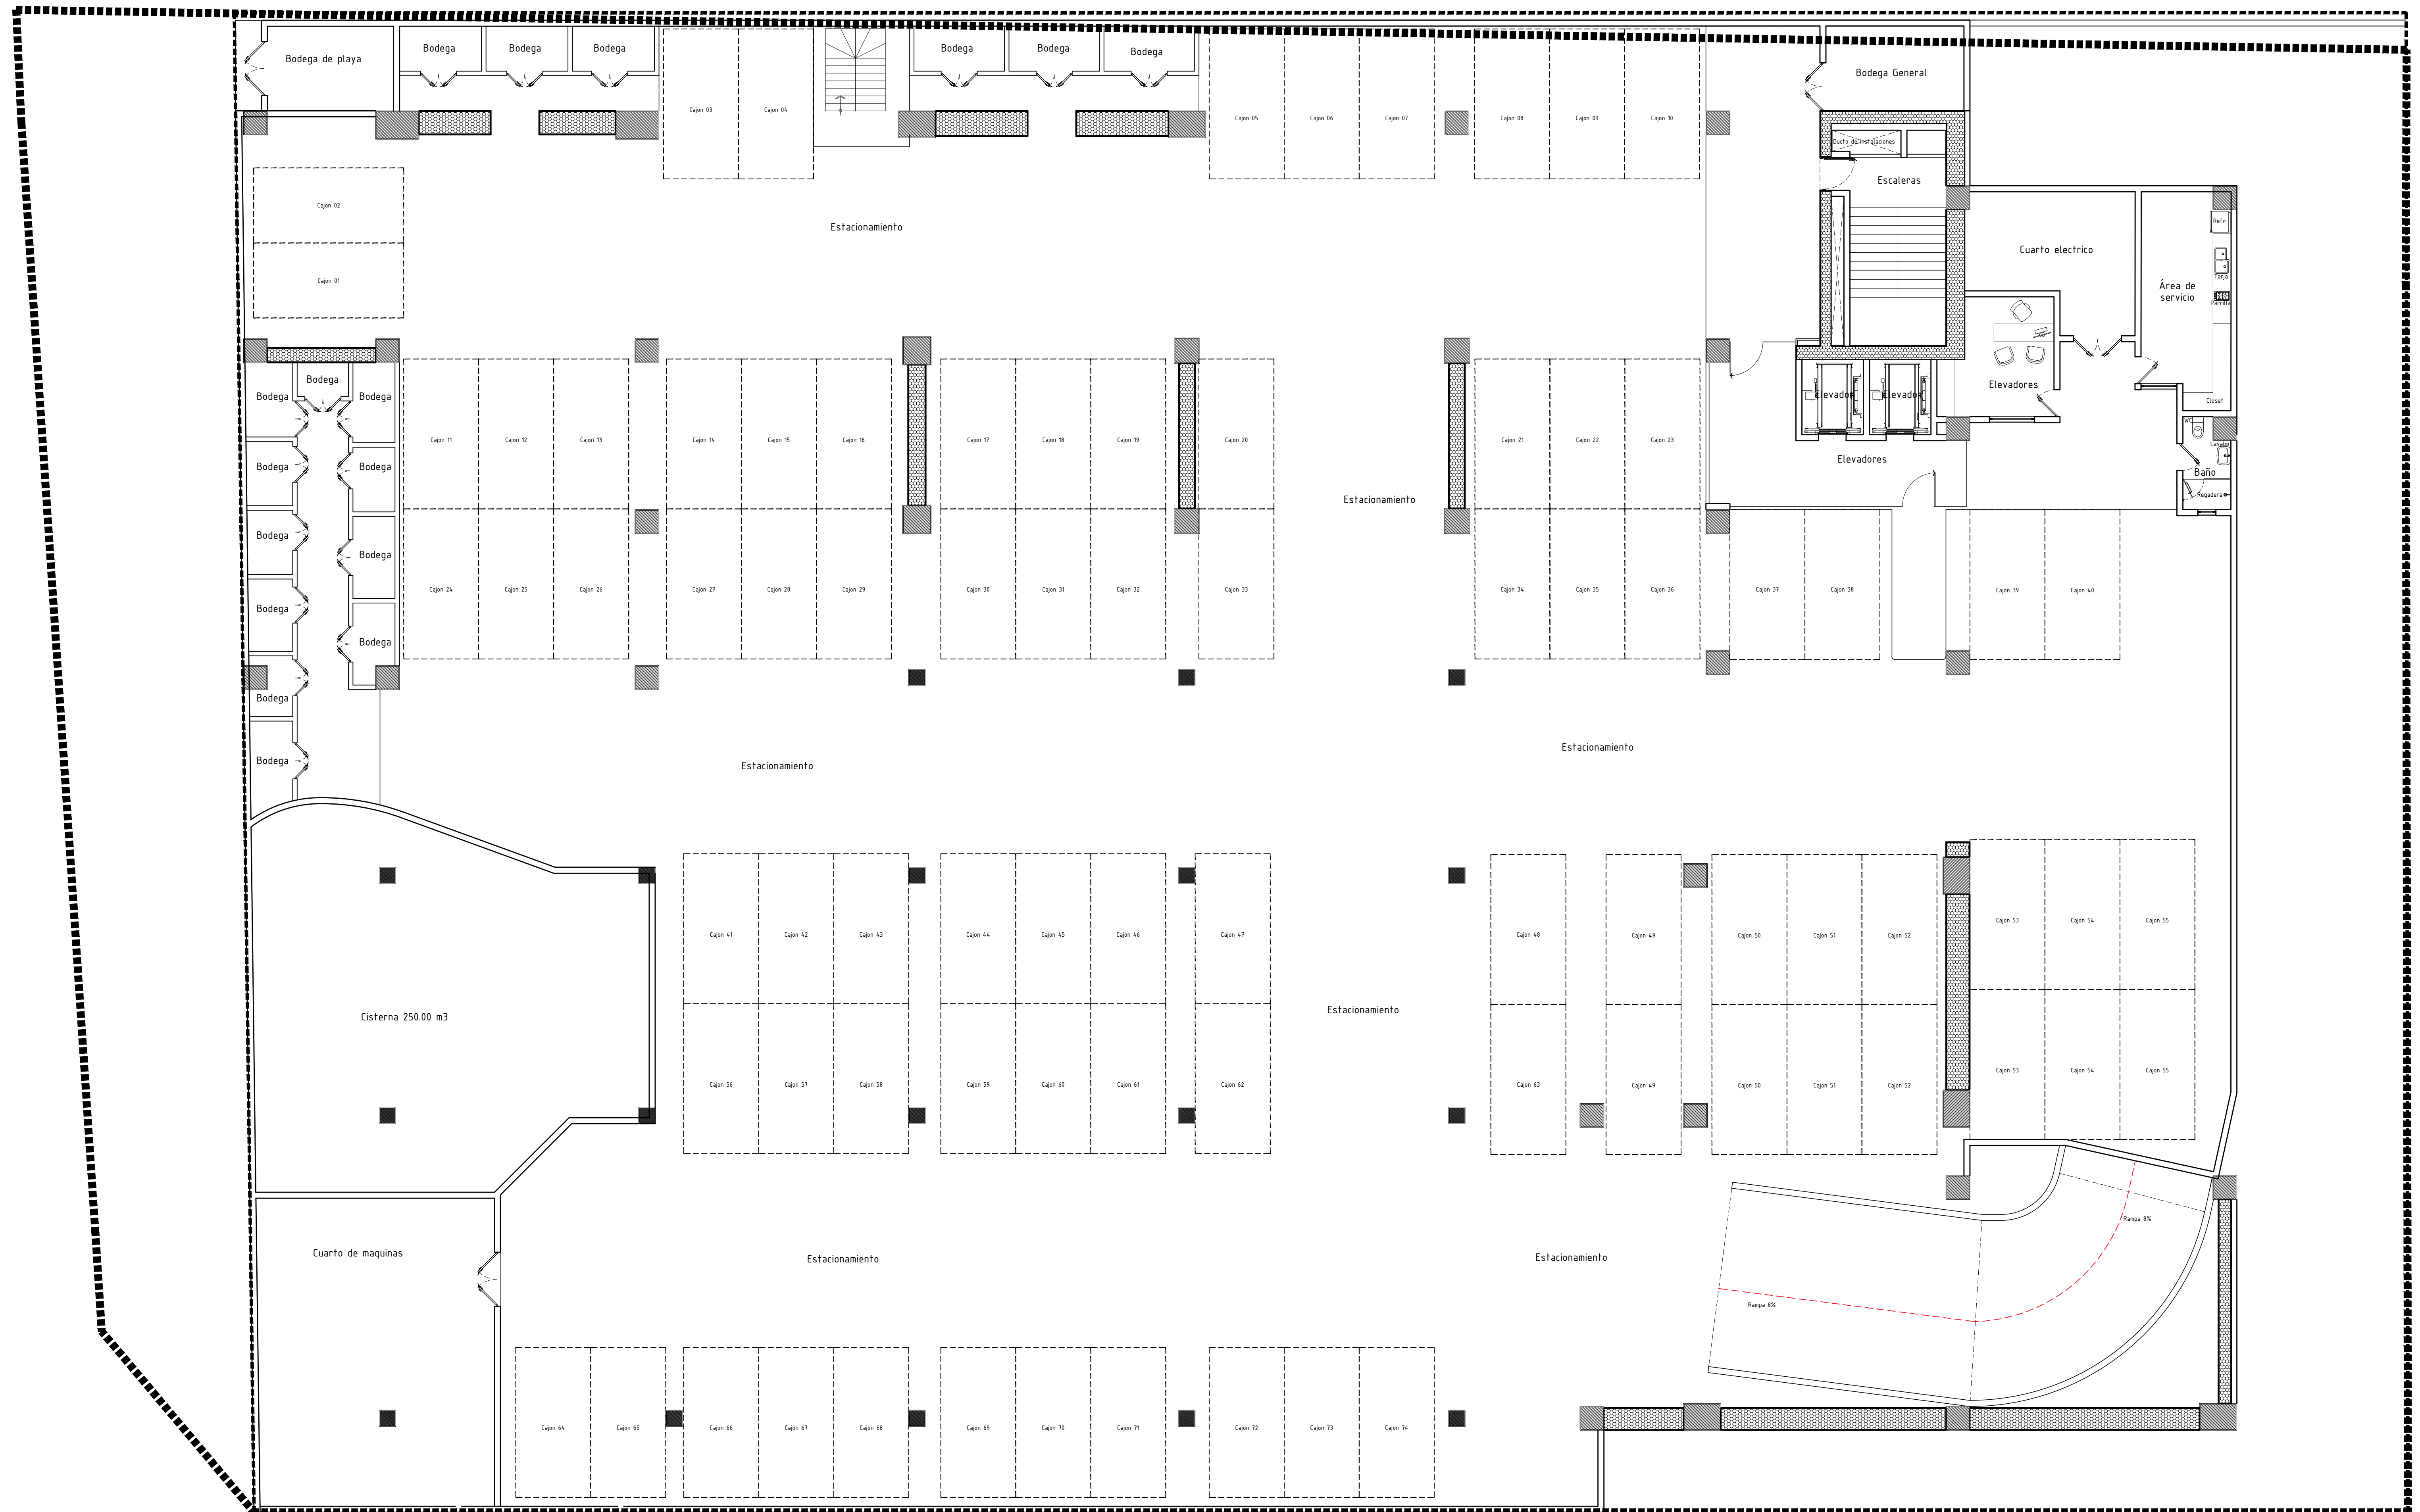 Bodega de playa
Bodega
Bodega
Bodega
Bodega
Bodega
Bodega
Bodega General
Cajon 03
Cajon 04
Cajon 05
Cajon 06
Cajon 07
Cajon 08
Cajon 09
Cajon 10
Ducto de Instalaciones
Escaleras
Cajon 02
Cajon 01
Estacionamiento
Cuarto electrico
Refri
Tarja
Parrilla
Área de
servicio
Closet
Elevadores
Elevador
Elevador
Elevadores
WC
Lavabo
Baño
Regadera
Bodega
Bodega
Bodega
Bodega
Bodega
Bodega
Bodega
Bodega
Bodega
Bodega
Bodega
Cajon 11
Cajon 12
Cajon 13
Cajon 14
Cajon 15
Cajon 16
Cajon 17
Cajon 18
Cajon 19
Cajon 20
Estacionamiento
Cajon 21
Cajon 22
Cajon 23
Cajon 24
Cajon 25
Cajon 26
Cajon 27
Cajon 28
Cajon 29
Cajon 30
Cajon 31
Cajon 32
Cajon 33
Cajon 34
Cajon 35
Cajon 36
Cajon 37
Cajon 38
Cajon 39
Cajon 40
Estacionamiento
Estacionamiento
Cajon 41
Cajon 42
Cajon 43
Cajon 44
Cajon 45
Cajon 46
Cajon 47
Cajon 48
Cajon 49
Cajon 50
Cajon 51
Cajon 52
Cajon 53
Cajon 54
Cajon 55
Cisterna 250.00 m3
Estacionamiento
Cajon 56
Cajon 57
Cajon 58
Cajon 59
Cajon 60
Cajon 61
Cajon 62
Cajon 63
Cajon 49
Cajon 50
Cajon 51
Cajon 52
Cajon 53
Cajon 54
Cajon 55
Cuarto de maquinas
Estacionamiento
Estacionamiento
Rampa 8%
Rampa 8%
Cajon 64
Cajon 65
Cajon 66
Cajon 67
Cajon 68
Cajon 69
Cajon 70
Cajon 71
Cajon 72
Cajon 73
Cajon 74